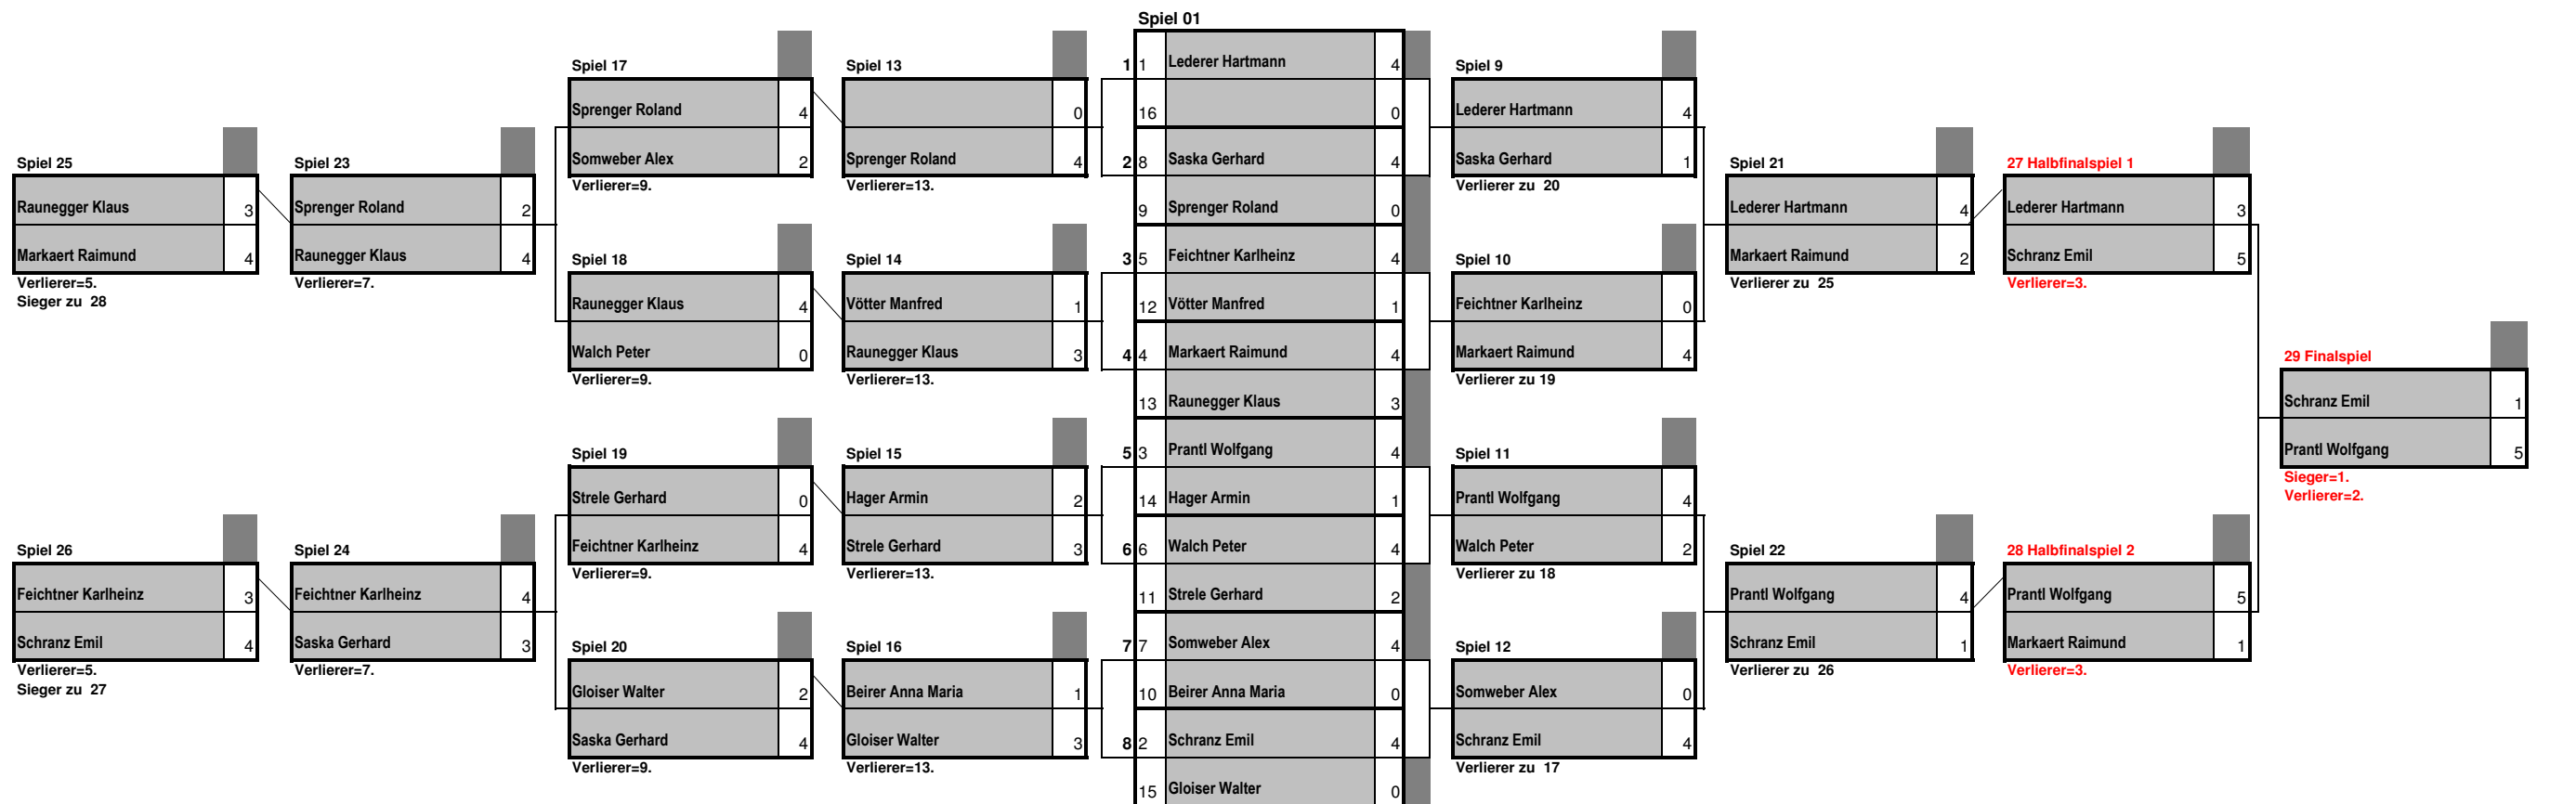 Spiel 25
Raunegger Klaus 3
Markaert Raimund 4
Verlierer=5.
Sieger zu 28
Spiel 26
Feichtner Karlheinz 3
Schranz Emil 4
Verlierer=5.
Sieger zu 27
Spiel 23
Sprenger Roland 2
Raunegger Klaus 4
Verlierer=7.
Spiel 24
Feichtner Karlheinz 4
Saska Gerhard 3
Verlierer=7.
Spiel 17
Sprenger Roland 4
Somweber Alex 2
Verlierer=9.
Spiel 18
Raunegger Klaus 4
Walch Peter 0
Verlierer=9.
Spiel 19
Strele Gerhard 0
Feichtner Karlheinz 4
Verlierer=9.
Spiel 20
Gloiser Walter 2
Saska Gerhard 4
Verlierer=9.
Spiel 13
0
Sprenger Roland 4
Verlierer=13.
Spiel 14
Vötter Manfred 1
Raunegger Klaus 3
Verlierer=13.
Spiel 15
Hager Armin 2
Strele Gerhard 3
Verlierer=13.
Spiel 16
Beirer Anna Maria 1
Gloiser Walter 3
Verlierer=13.
Spiel 01
1 1 Lederer Hartmann 4
16 0
2 8 Saska Gerhard 4
9 Sprenger Roland 0
3 5 Feichtner Karlheinz 4
12 Vötter Manfred 1
4 4 Markaert Raimund 4
13 Raunegger Klaus 3
5 3 Prantl Wolfgang 4
14 Hager Armin 1
6 6 Walch Peter 4
11 Strele Gerhard 2
7 7 Somweber Alex 4
10 Beirer Anna Maria 0
8 2 Schranz Emil 4
15 Gloiser Walter 0
Spiel 9
Lederer Hartmann 4
Saska Gerhard 1
Verlierer zu 20
Spiel 10
Feichtner Karlheinz 0
Markaert Raimund 4
Verlierer zu 19
Spiel 11
Prantl Wolfgang 4
Walch Peter 2
Verlierer zu 18
Spiel 12
Somweber Alex 0
Schranz Emil 4
Verlierer zu 17
Spiel 21
Lederer Hartmann 4
Markaert Raimund 2
Verlierer zu 25
Spiel 22
Prantl Wolfgang 4
Schranz Emil 1
Verlierer zu 26
27 Halbfinalspiel 1
Lederer Hartmann 3
Schranz Emil 5
Verlierer=3.
28 Halbfinalspiel 2
Prantl Wolfgang 5
Markaert Raimund 1
Verlierer=3.
29 Finalspiel
Schranz Emil 1
Prantl Wolfgang 5
Sieger=1.
Verlierer=2.